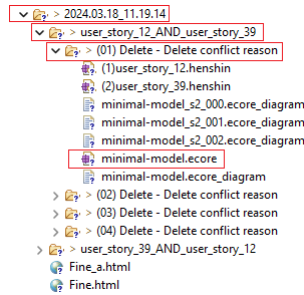 > 2024.03.18_11.19.14
> user_story_12_AND_user_story_39
> (01) Delete - Delete conflict reason
(1)user_story_12.henshin
(2)user_story_39.henshin
minimal-model_s2_000.ecore_diagram
minimal-model_s2_001.ecore_diagram
minimal-model_s2_002.ecore_diagram
minimal-model.ecore
minimal-model.ecore_diagram
> (02) Delete - Delete conflict reason
> (03) Delete - Delete conflict reason
> (04) Delete - Delete conflict reason
> user_story_39_AND_user_story_12
Fine_a.html
Fine.html